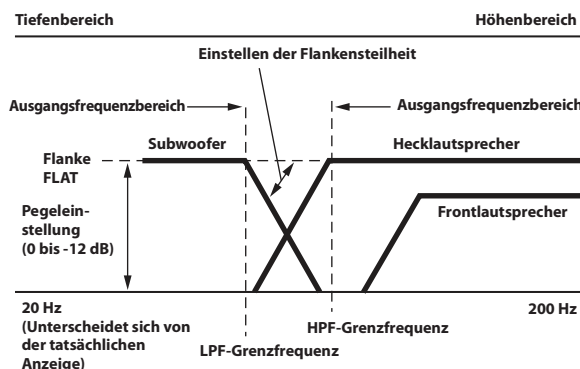 Tiefenbereich
Höhenbereich
Einstellen der Flankensteilheit
Ausgangsfrequenzbereich
Ausgangsfrequenzbereich
Subwoofer
Hecklautsprecher
Flanke
FLAT
Pegelein-
stellung
(0 bis -12 dB)
Frontlautsprecher
20 Hz
(Unterscheidet sich von
der tatsächlichen
Anzeige)
200 Hz
HPF-Grenzfrequenz
LPF-Grenzfrequenz